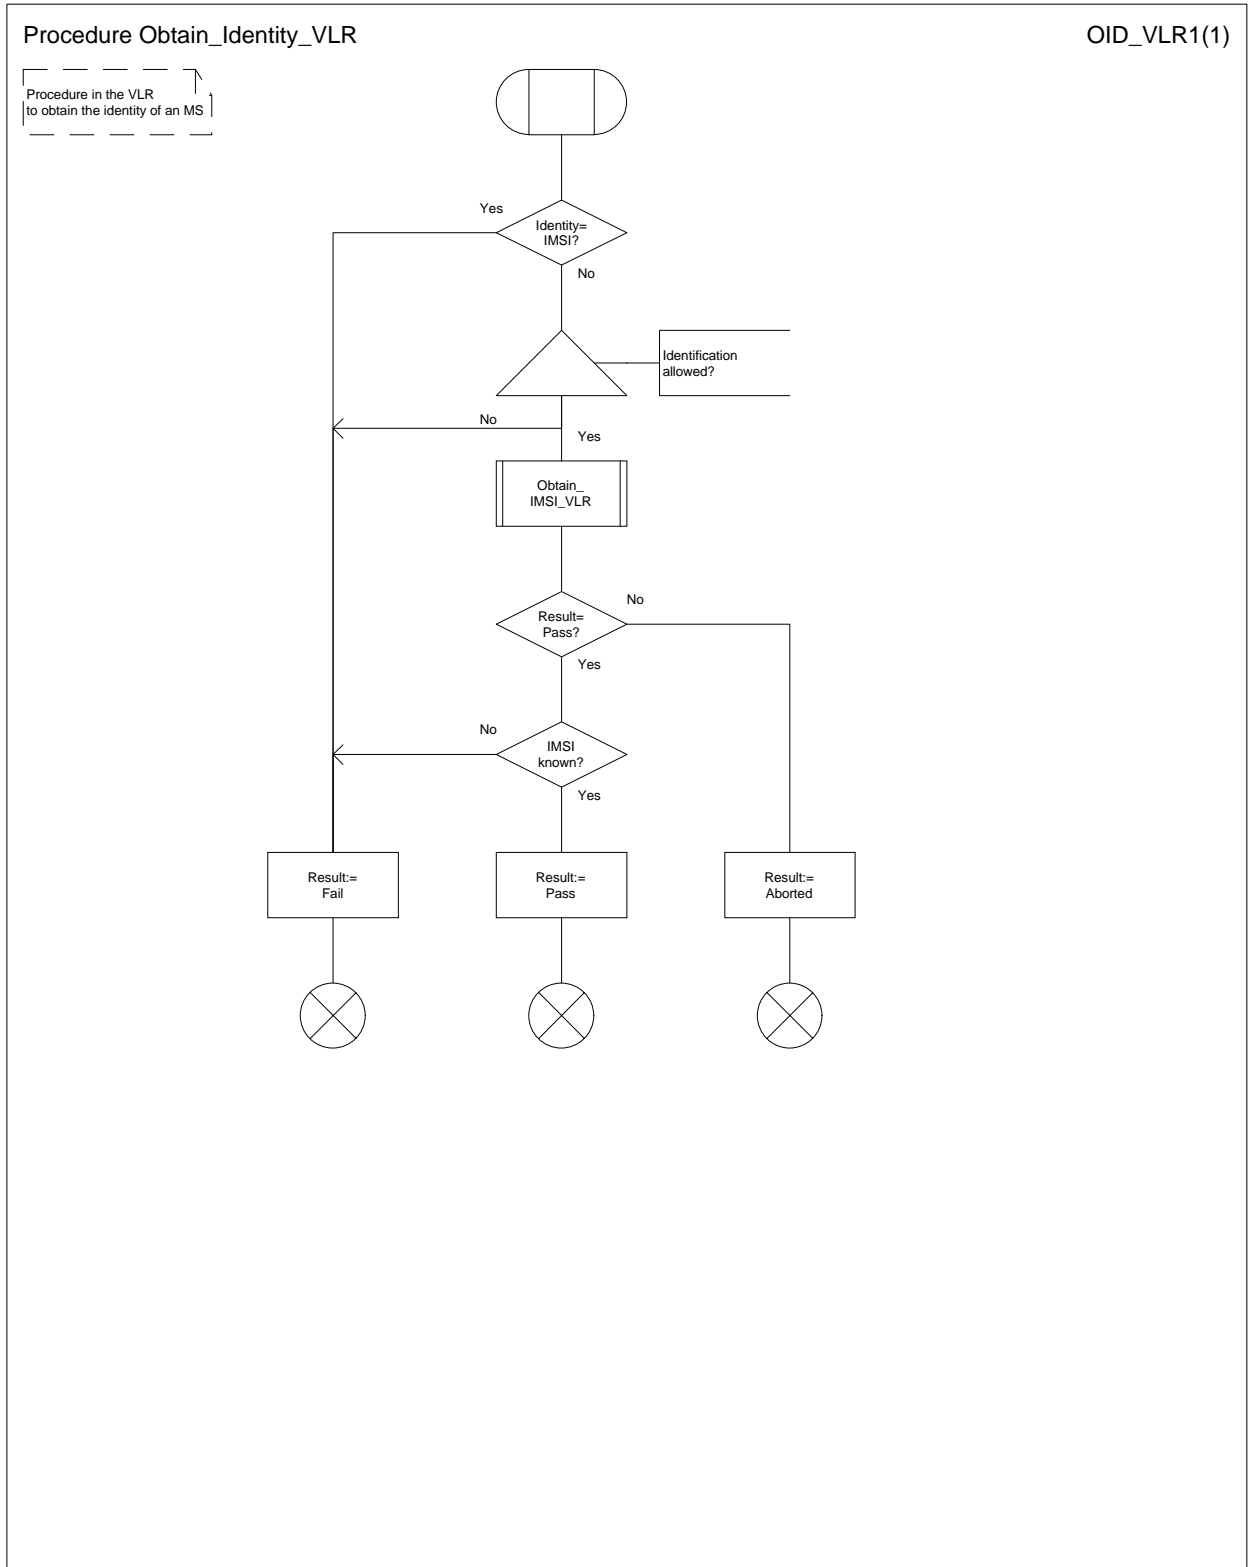 Procedure Obtain_Identity_VLR
OID_VLR1(1)
Procedure in the VLR
to obtain the identity of an MS
Yes
Identity=
IMSI?
No
Identification
allowed?
No
Yes
Obtain_
IMSI_VLR
Result=
Pass?
No
Yes
No
IMSI
known?
Yes
Result:=
Fail
Result:=
Pass
Result:=
Aborted